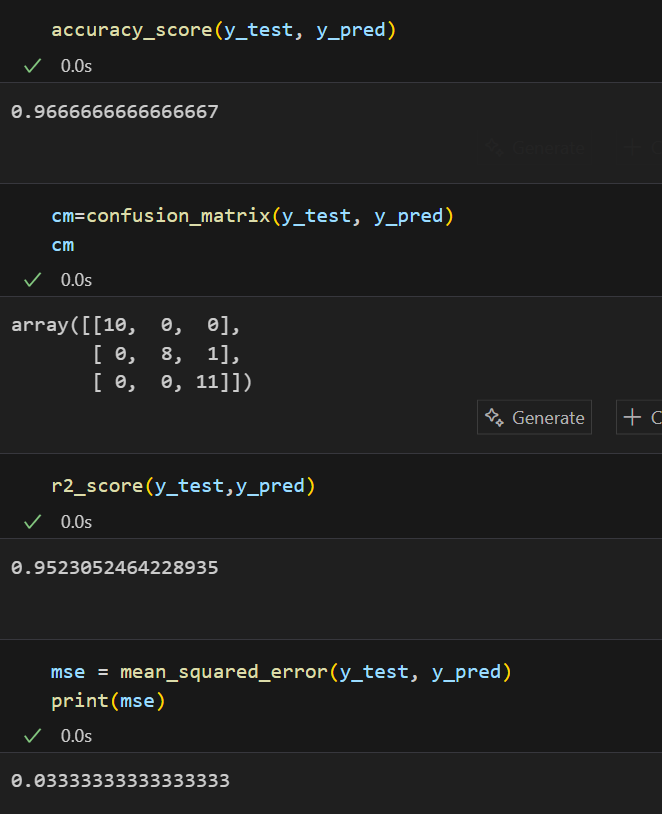 accuracy_score(y_test, y_pred)
0.0s
0.9666666666666667
cm=confusion_matrix(y_test, y_pred)
cm
0.0s
array([[10,  0,  0],
       [ 0,  8,  1],
       [ 0,  0, 11]])
Generate
r2_score(y_test,y_pred)
0.0s
0.9523052464228935
mse = mean_squared_error(y_test, y_pred)
print(mse)
0.0s
0.03333333333333333